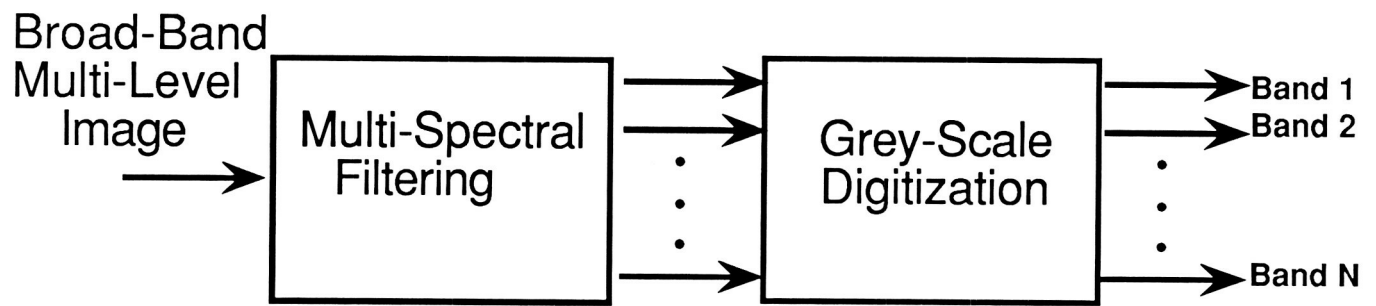 Broad-Band
Multi-Level
Image
Multi-Spectral
Filtering
Grey-Scale
Digitization
Band 1
Band 2
Band N